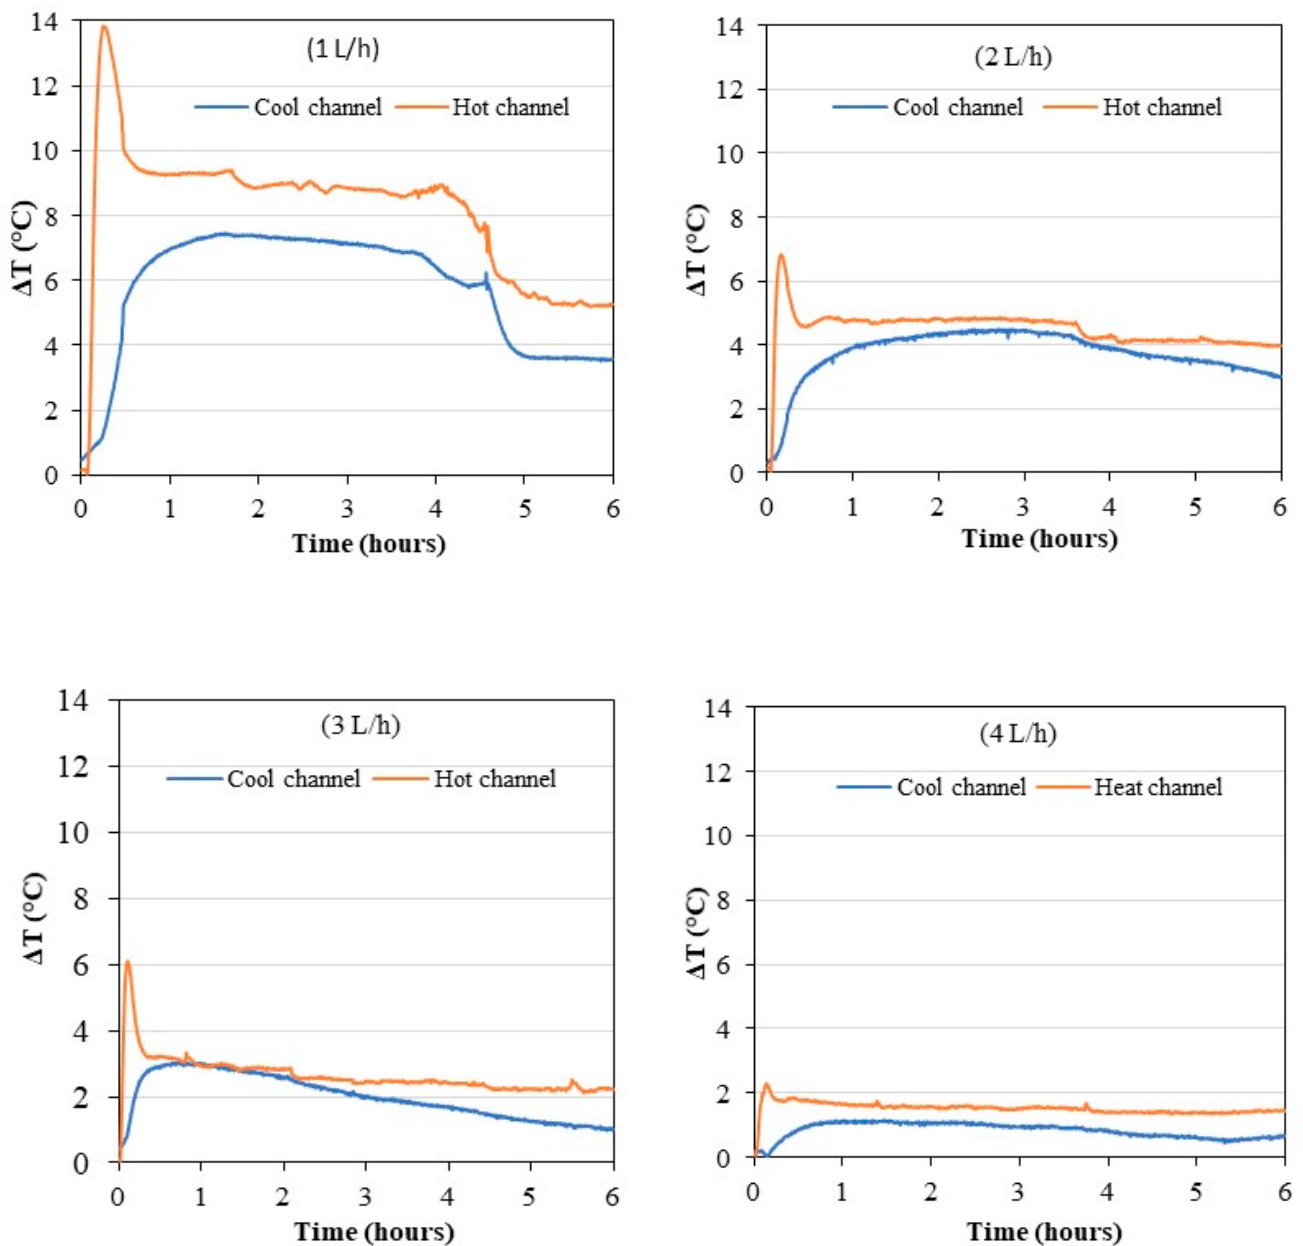 (1 L/h)
Cool channel Hot channel
14
12
10
8
6
4
2
0
ΔT (°C)
0 1 2 3 4 5 6
Time (hours)
(2 L/h)
Cool channel Hot channel
14
12
10
8
6
4
2
0
ΔT (°C)
0 1 2 3 4 5 6
Time (hours)
(3 L/h)
Cool channel Hot channel
14
12
10
8
6
4
2
0
ΔT (°C)
0 1 2 3 4 5 6
Time (hours)
(4 L/h)
Cool channel Heat channel
14
12
10
8
6
4
2
0
ΔT (°C)
0 1 2 3 4 5 6
Time (hours)